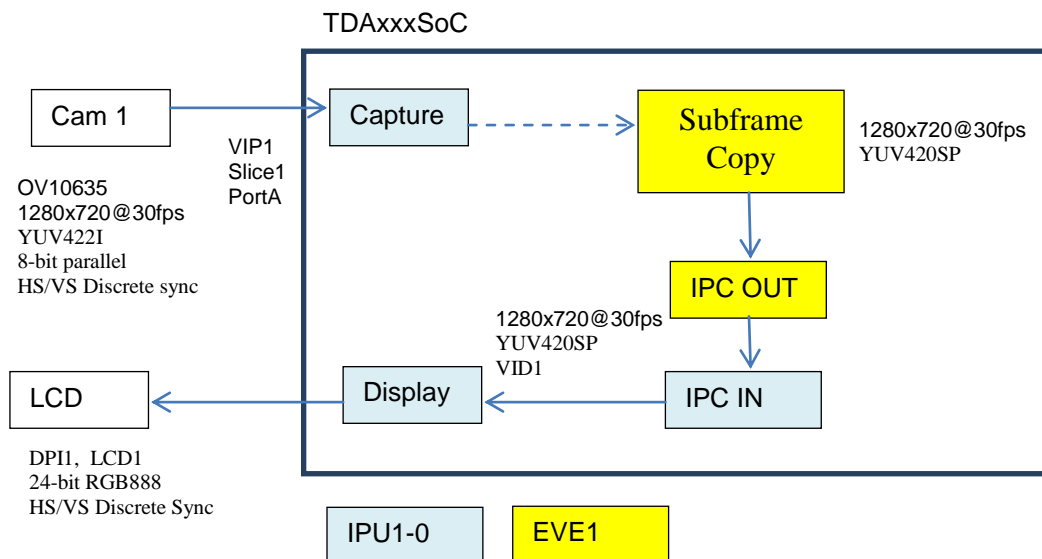 TDAxxxSoC
Cam 1
Capture
Subframe
Copy
1280x720@30fps
YUV420SP
VIP1
Slice1
PortA
OV10635
1280x720@30fps
YUV422I
8-bit parallel
HS/VS Discrete sync
IPC OUT
1280x720@30fps
YUV420SP
VID1
LCD
Display
IPC IN
DPI1, LCD1
24-bit RGB888
HS/VS Discrete Sync
IPU1-0
EVE1